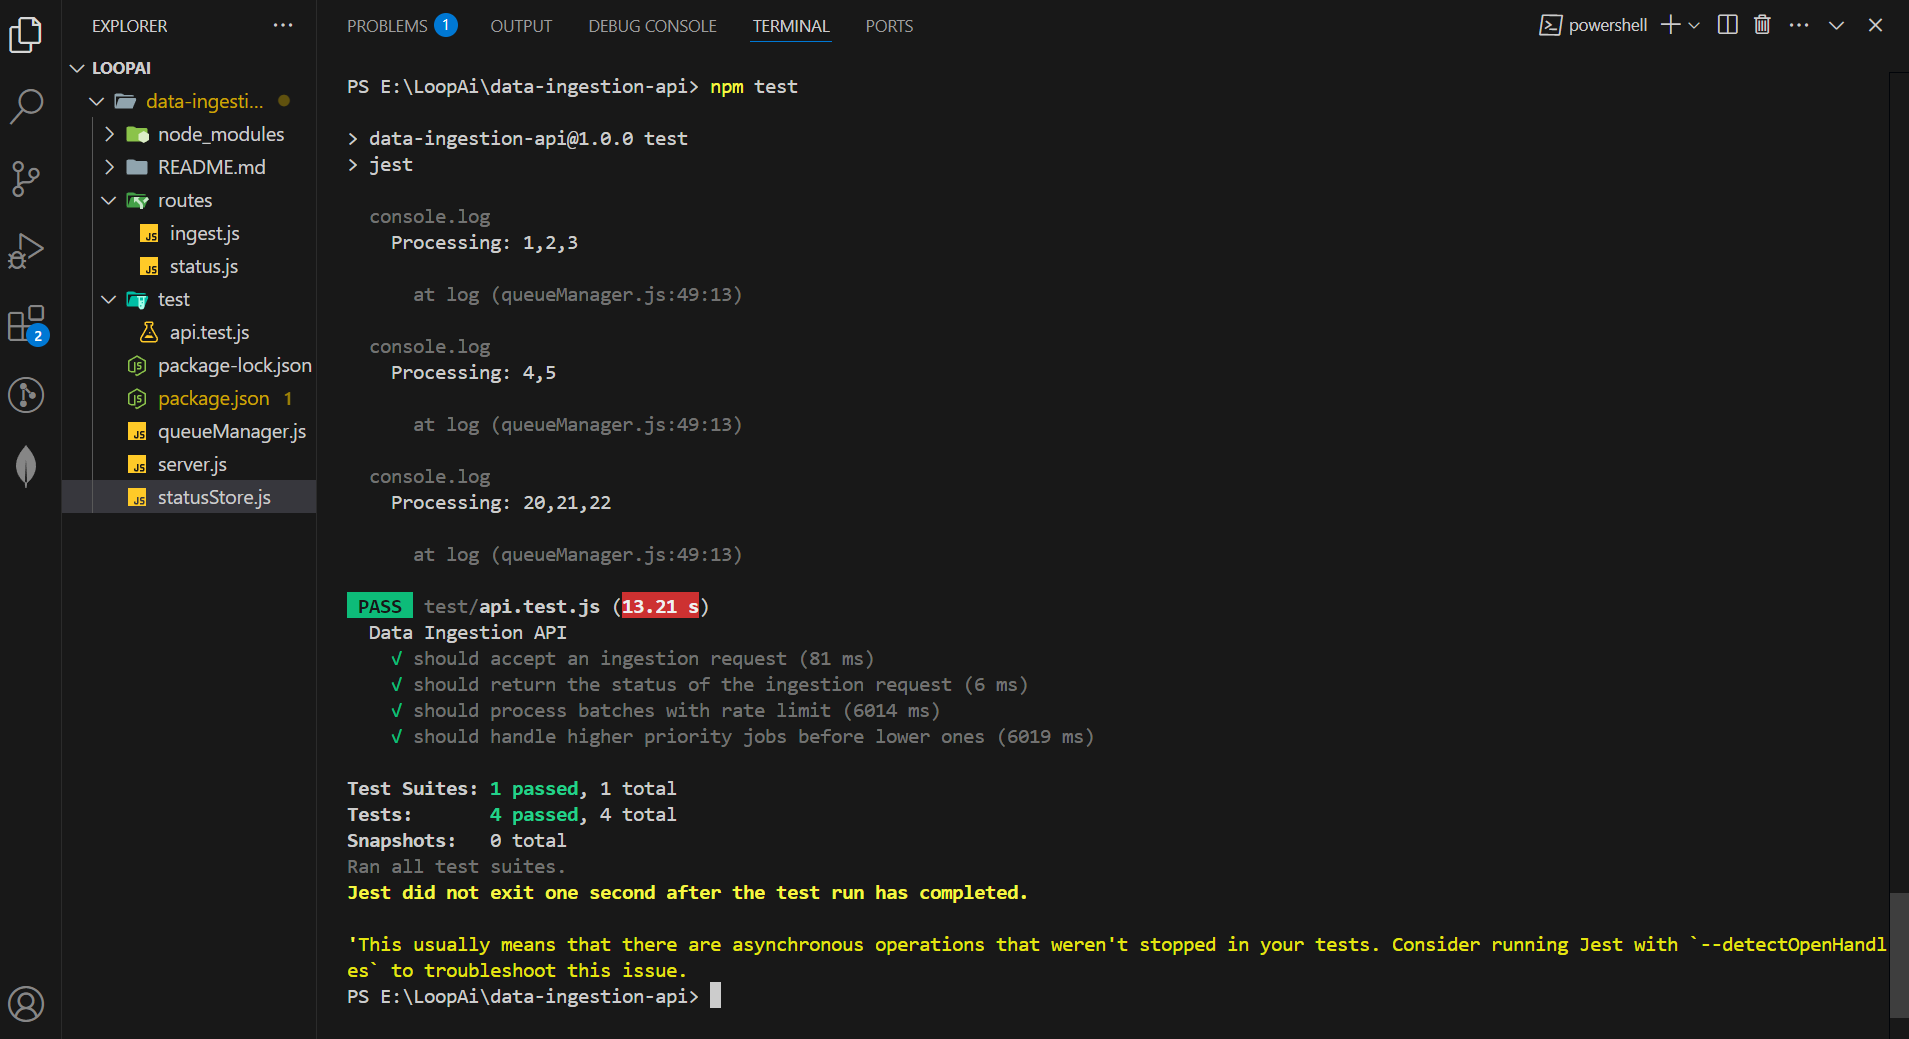 EXPLORER
LOOPAI
data-ingesti...
node_modules
README.md
routes
JS ingest.js
JS status.js
test
api.test.js
package-lock.json
package.json 1
JS queueManager.js
JS server.js
JS statusStore.js
2
PROBLEMS 1 OUTPUT DEBUG CONSOLE TERMINAL PORTS
powershell
PS E:\LoopAi\data-ingestion-api> npm test
> data-ingestion-api@1.0.0 test
> jest
console.log
Processing: 1,2,3
at log (queueManager.js:49:13)
console.log
Processing: 4,5
at log (queueManager.js:49:13)
console.log
Processing: 20,21,22
at log (queueManager.js:49:13)
PASS test/api.test.js (13.21 s)
Data Ingestion API
√ should accept an ingestion request (81 ms)
√ should return the status of the ingestion request (6 ms)
√ should process batches with rate limit (6014 ms)
√ should handle higher priority jobs before lower ones (6019 ms)
Test Suites: 1 passed, 1 total
Tests: 4 passed, 4 total
Snapshots: 0 total
Ran all test suites.
Jest did not exit one second after the test run has completed.
'This usually means that there are asynchronous operations that weren't stopped in your tests. Consider running Jest with `--detectOpenHandl
es` to troubleshoot this issue.
PS E:\LoopAi\data-ingestion-api>